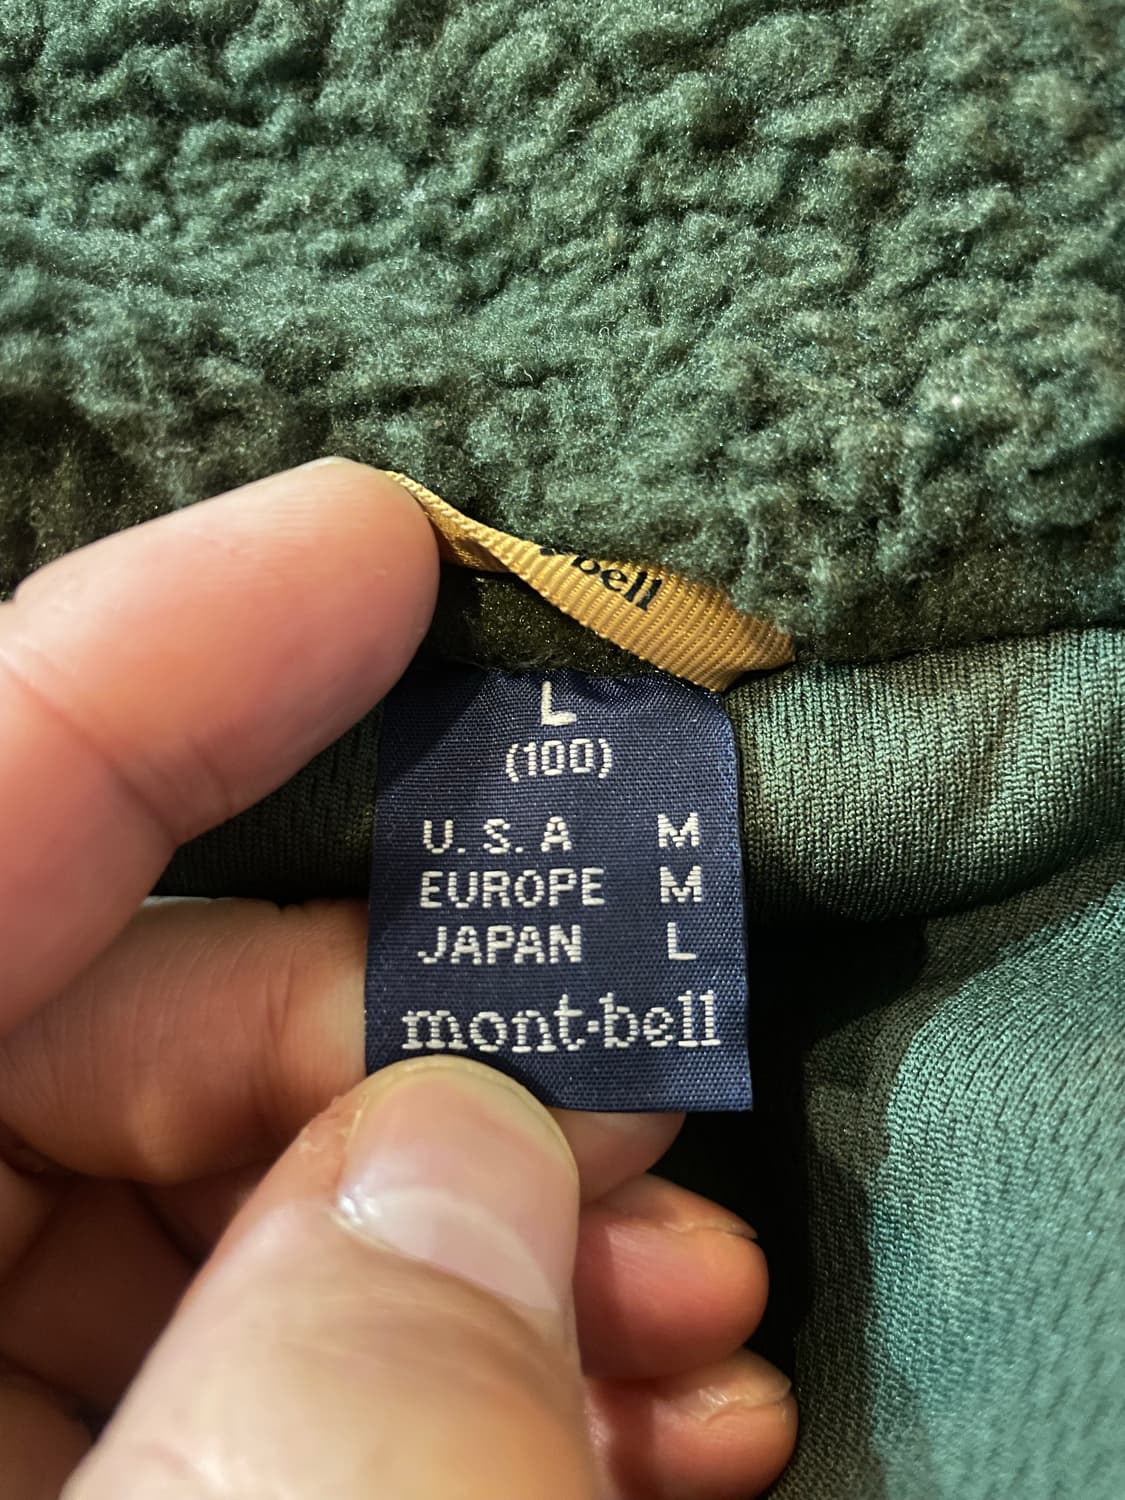 bell
L
(100)
U.S.A M
EUROPE M
JAPAN L
mont·bell